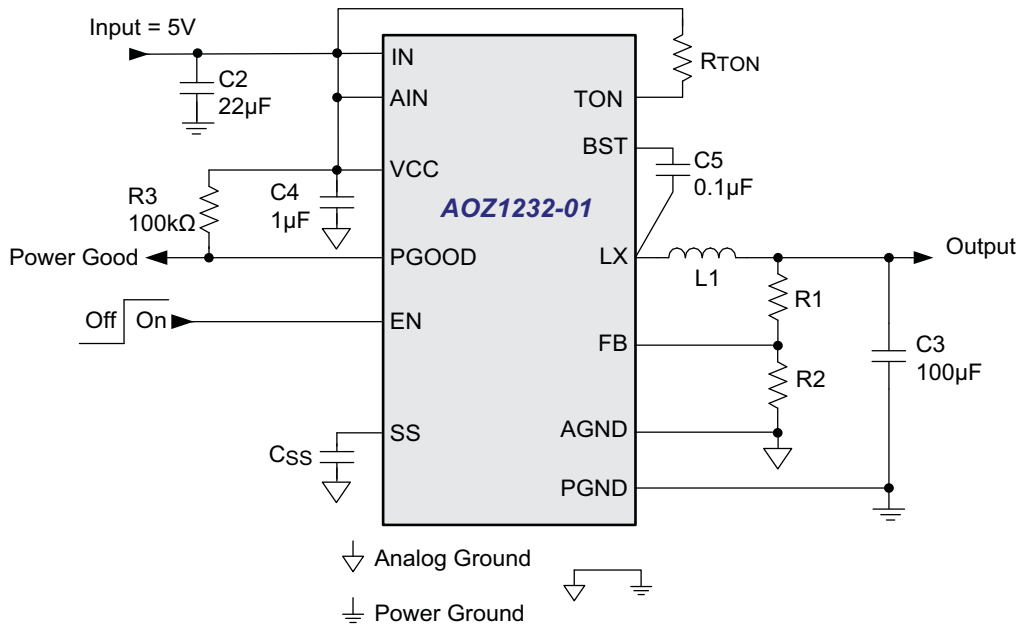 Input = 5V
C2
22µF
IN
AIN
RTON
TON
BST
C5
0.1µF
VCC
R3
100kΩ
C4
1µF
AOZ1232-01
Power Good
PGOOD
LX
L1
Output
Off
On
EN
R1
FB
C3
100µF
R2
SS
CSS
AGND
PGND
Analog Ground
Power Ground